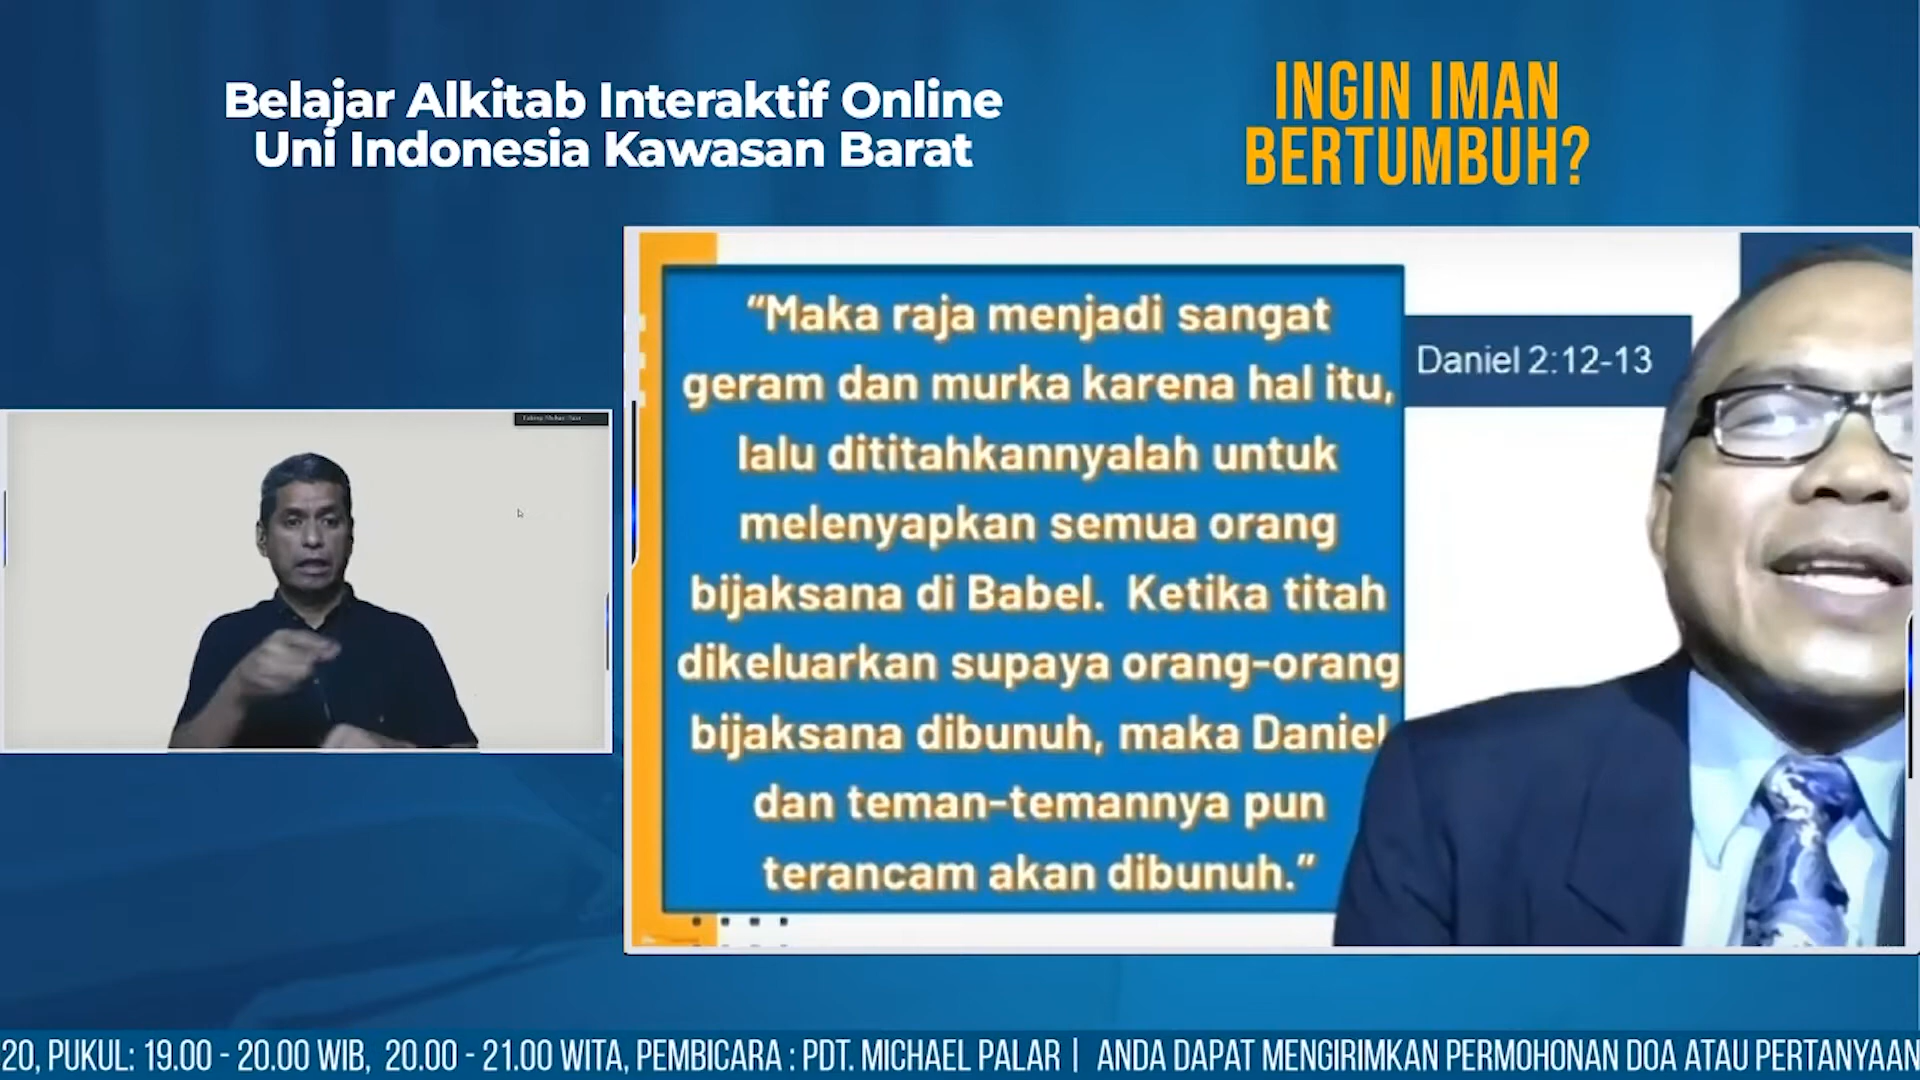 Belajar Alkitab Interaktif Online
Uni Indonesia Kawasan Barat
INGIN IMAN
BERTUMBUH?
“Maka raja menjadi sangat
geram dan murka karena hal itu,
lalu dititahkannyalah untuk
melenyapkan semua orang
bijaksana di Babel. Ketika titah
dikeluarkan supaya orang-orang
bijaksana dibunuh, maka Daniel
dan teman-temannya pun
terancam akan dibunuh.”
Daniel 2:12-13
20, PUKUL: 19.00 - 20.00 WIB, 20.00 - 21.00 WITA, PEMBICARA : PDT. MICHAEL PALAR | ANDA DAPAT MENGIRIMKAN PERMOHONAN DOA ATAU PERTANYAAN